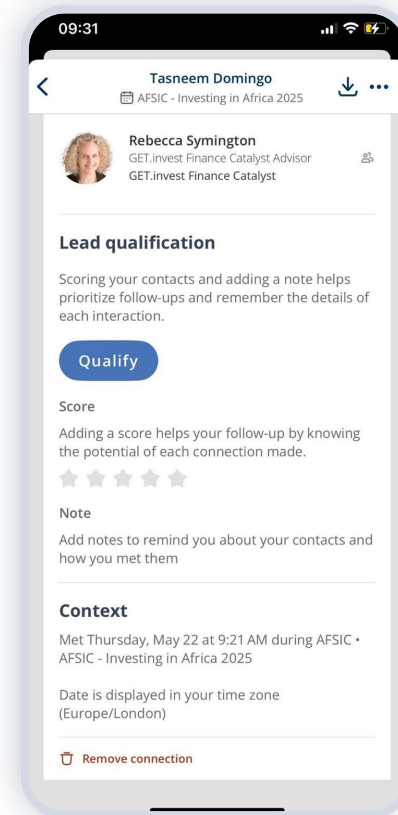 09:31
Tasneem Domingo
AFSIC - Investing in Africa 2025
Rebecca Symington
GET.invest Finance Catalyst Advisor
GET.invest Finance Catalyst
Lead qualification
Scoring your contacts and adding a note helps
prioritize follow-ups and remember the details of
each interaction.
Qualify
Score
Adding a score helps your follow-up by knowing
the potential of each connection made.
Note
Add notes to remind you about your contacts and
how you met them
Context
Met Thursday, May 22 at 9:21 AM during AFSIC •
AFSIC - Investing in Africa 2025
Date is displayed in your time zone
(Europe/London)
Remove connection